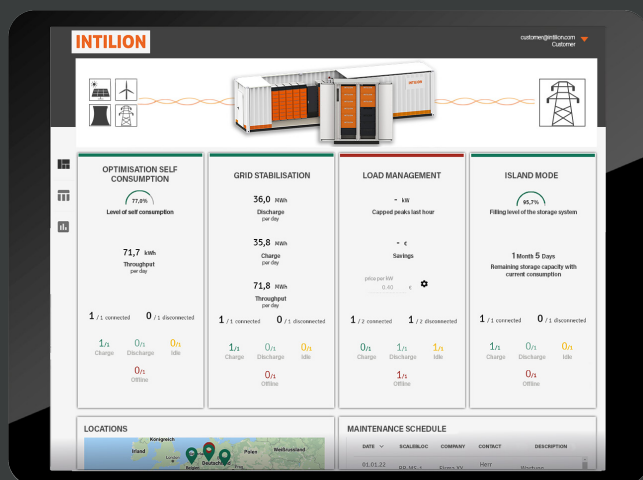 INTILION
customer@intilion.com
Customer
INTILION
OPTIMISATION SELF
CONSUMPTION
77,0%
Level of self consumption
71,7 kWh
Throughput
per day
1 / 1 connected 0 / 1 disconnected
1/1 0/1 0/1
Charge Discharge Idle
0/1
Offline
GRID STABILISATION
36,0 MWh
Discharge
per day
35,8 MWh
Charge
per day
71,8 MWh
Throughput
per day
1 / 1 connected 0 / 1 disconnected
1/1 0/1 0/1
Charge Discharge Idle
0/1
Offline
LOAD MANAGEMENT
- kW
Capped peaks last hour
- €
Savings
price per kW
0.40 €
1 / 2 connected 1 / 2 disconnected
0/1 1/1 1/1
Charge Discharge Idle
1/1
Offline
ISLAND MODE
95,7%
Filling level of the storage system
1 Month 5 Days
Remaining storage capacity with
current consumption
1 / 1 connected 0 / 1 disconnected
1/1 0/1 0/1
Charge Discharge Idle
0/1
Offline
LOCATIONS
Königreich
Irland
London
Belgien
Deutschland
Polen
Weißrussland
MAINTENANCE SCHEDULE
DATE SCALEBLOC COMPANY CONTACT DESCRIPTION
01.01.22
Herr
Wartung